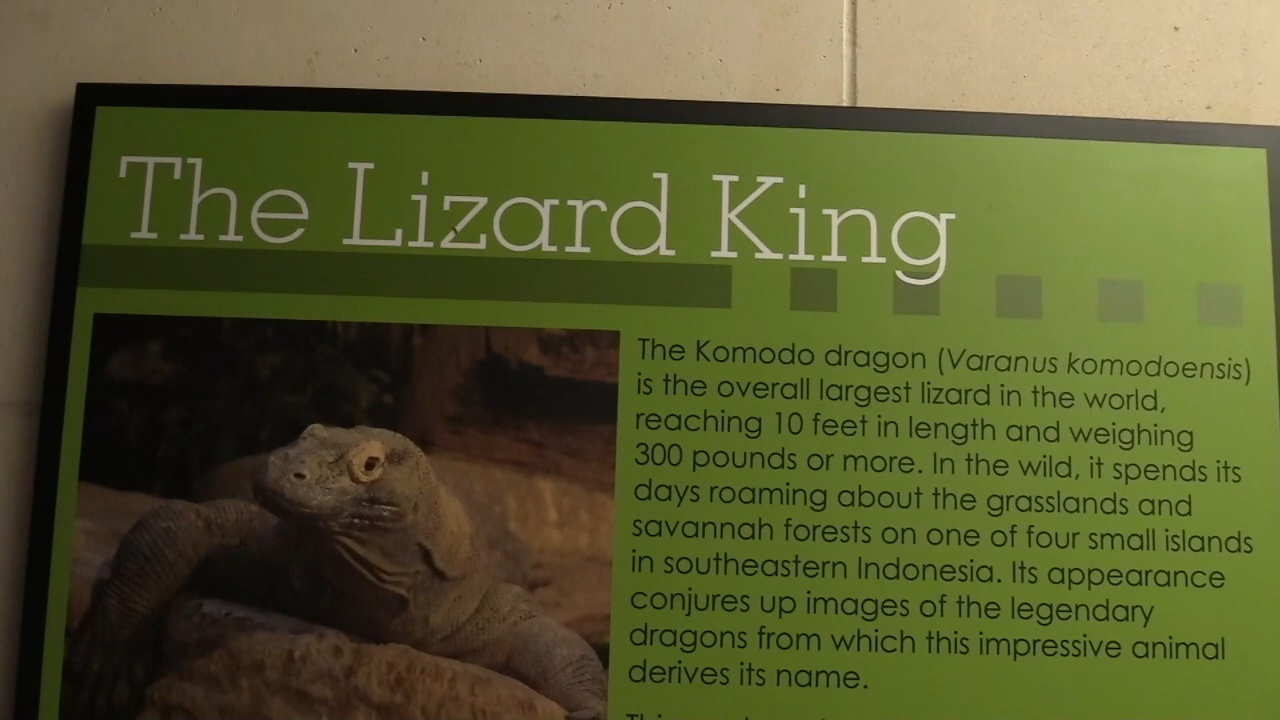 The Lizard King
The Komodo dragon (Varanus komodoensis)
is the overall largest lizard in the world,
reaching 10 feet in length and weighing
300 pounds or more. In the wild, it spends its
days roaming about the grasslands and
savannah forests on one of four small islands
in southeastern Indonesia. Its appearance
conjures up images of the legendary
dragons from which this impressive animal
derives its name.